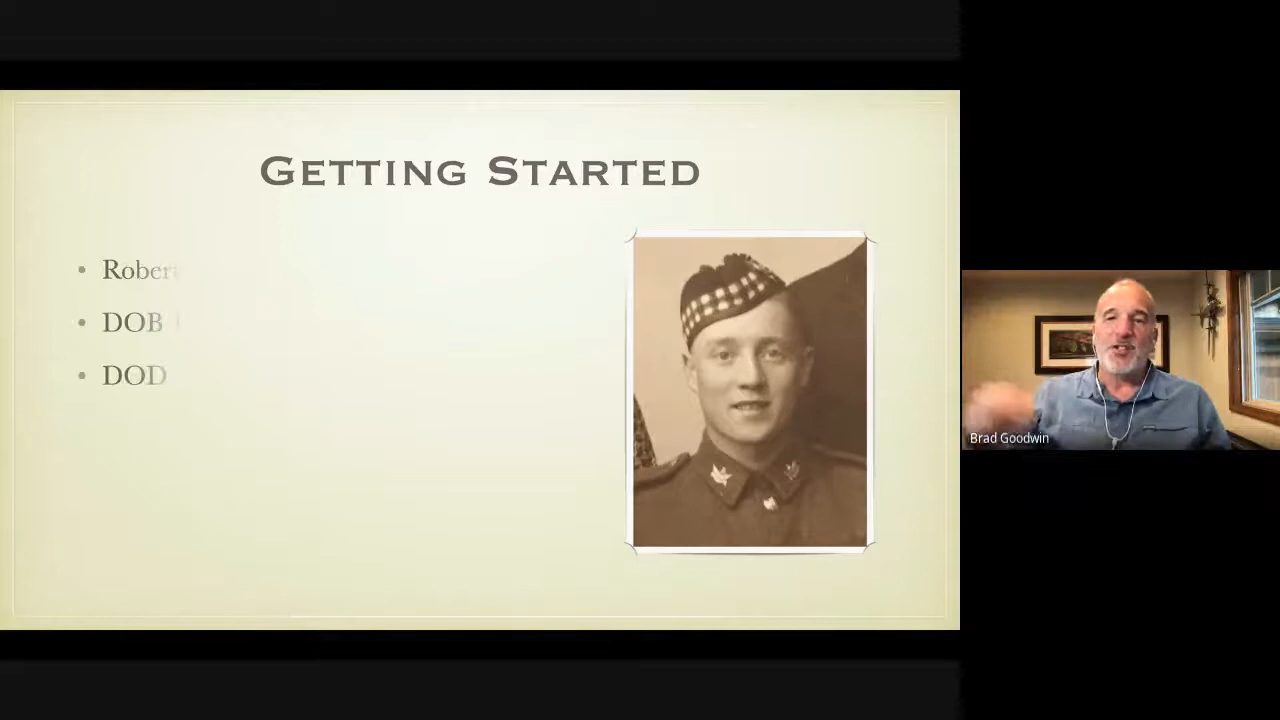 Getting Started
• Robert
• DOB
• DOD
Brad Goodwin